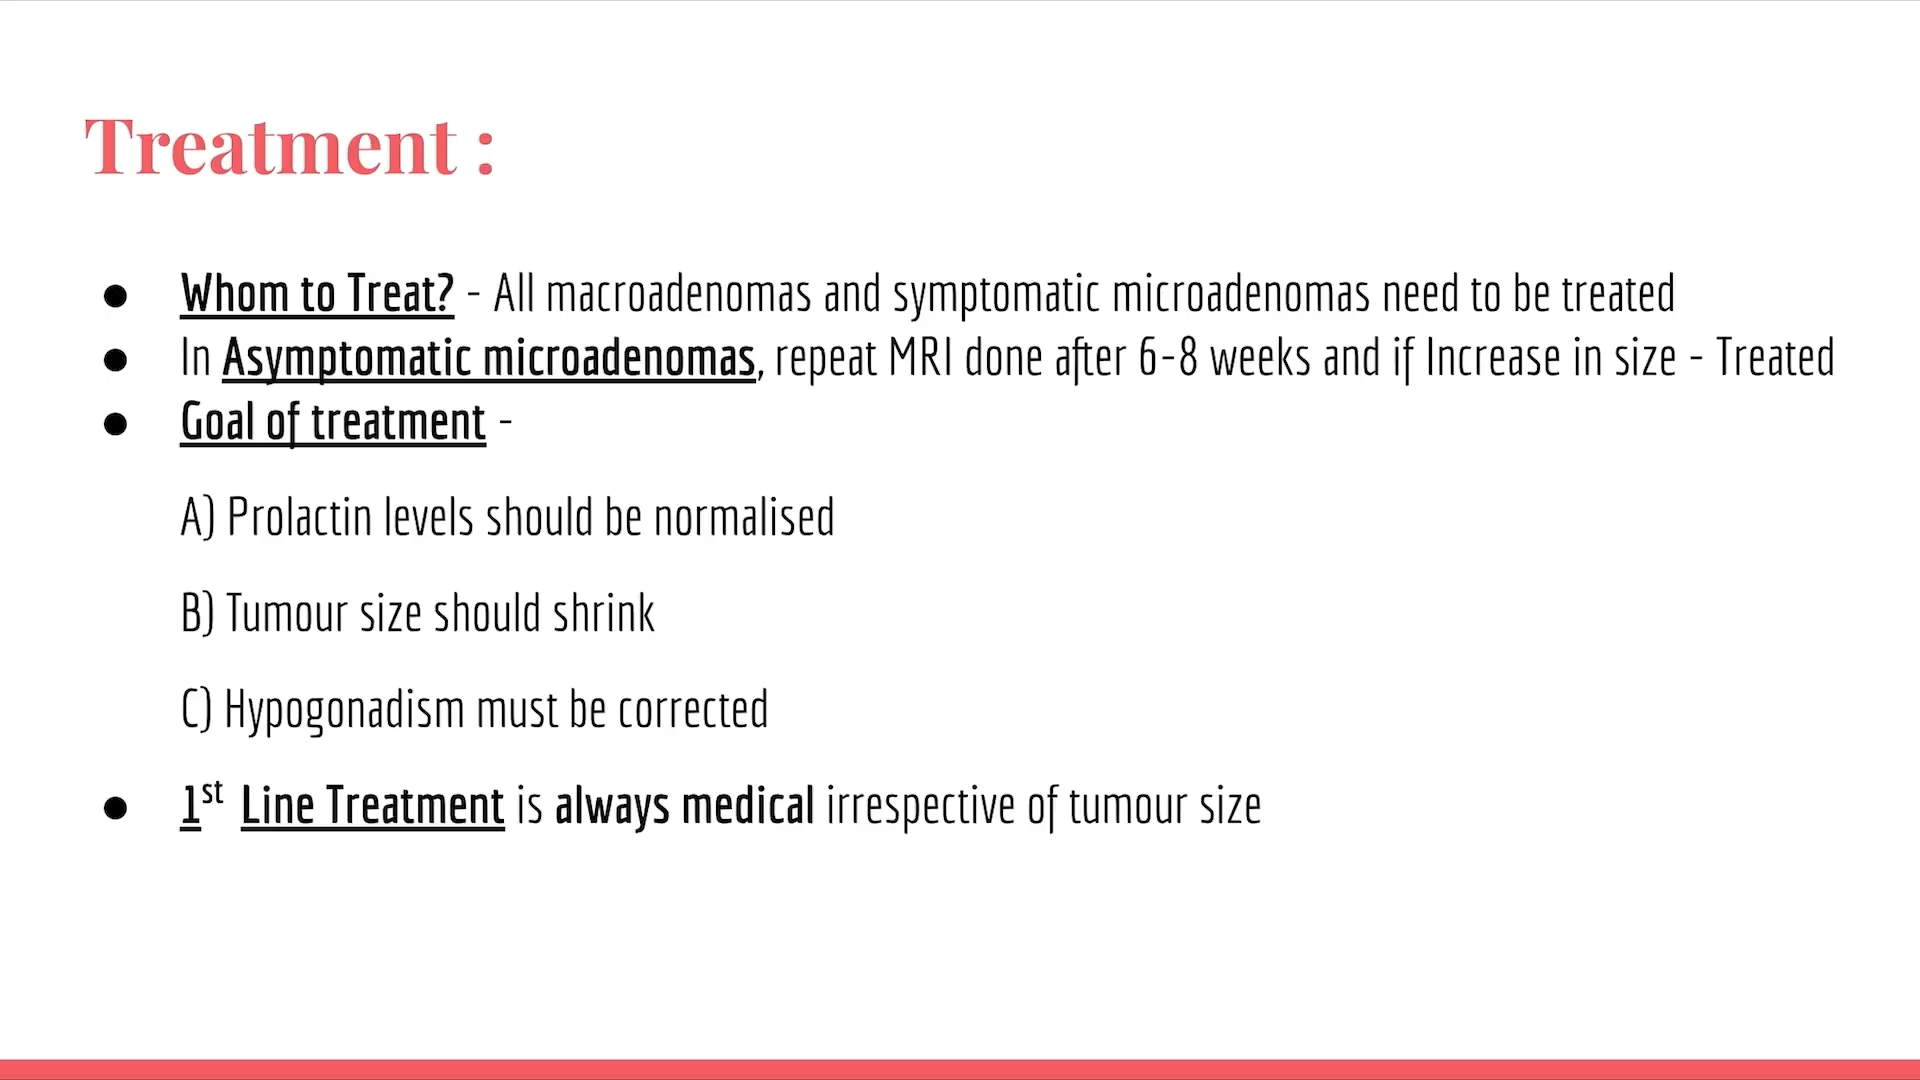 Treatment :
● Whom to Treat? - All macroadenomas and symptomatic microadenomas need to be treated
● In Asymptomatic microadenomas, repeat MRI done after 6-8 weeks and if Increase in size - Treated
● Goal of treatment -
A) Prolactin levels should be normalised
B) Tumour size should shrink
C) Hypogonadism must be corrected
● 1st Line Treatment is always medical irrespective of tumour size